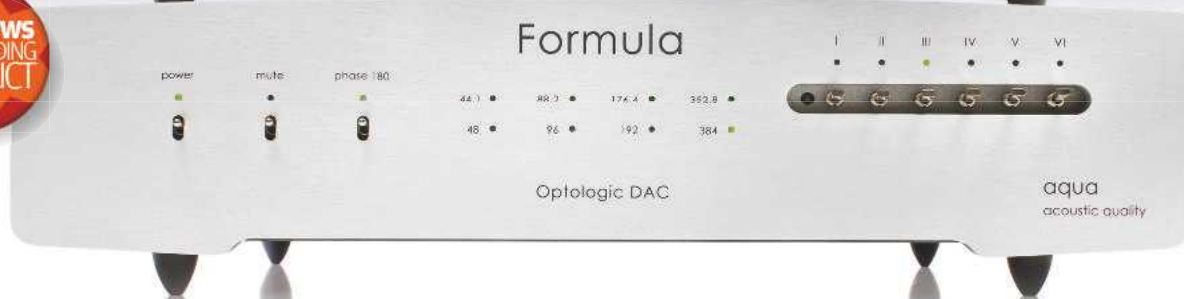 Formula
power mute phase 180
I II III IV V VI
44.1 88.2 176.4 352.8
48 96 192 384
Optologic DAC
aqua
acoustic quality